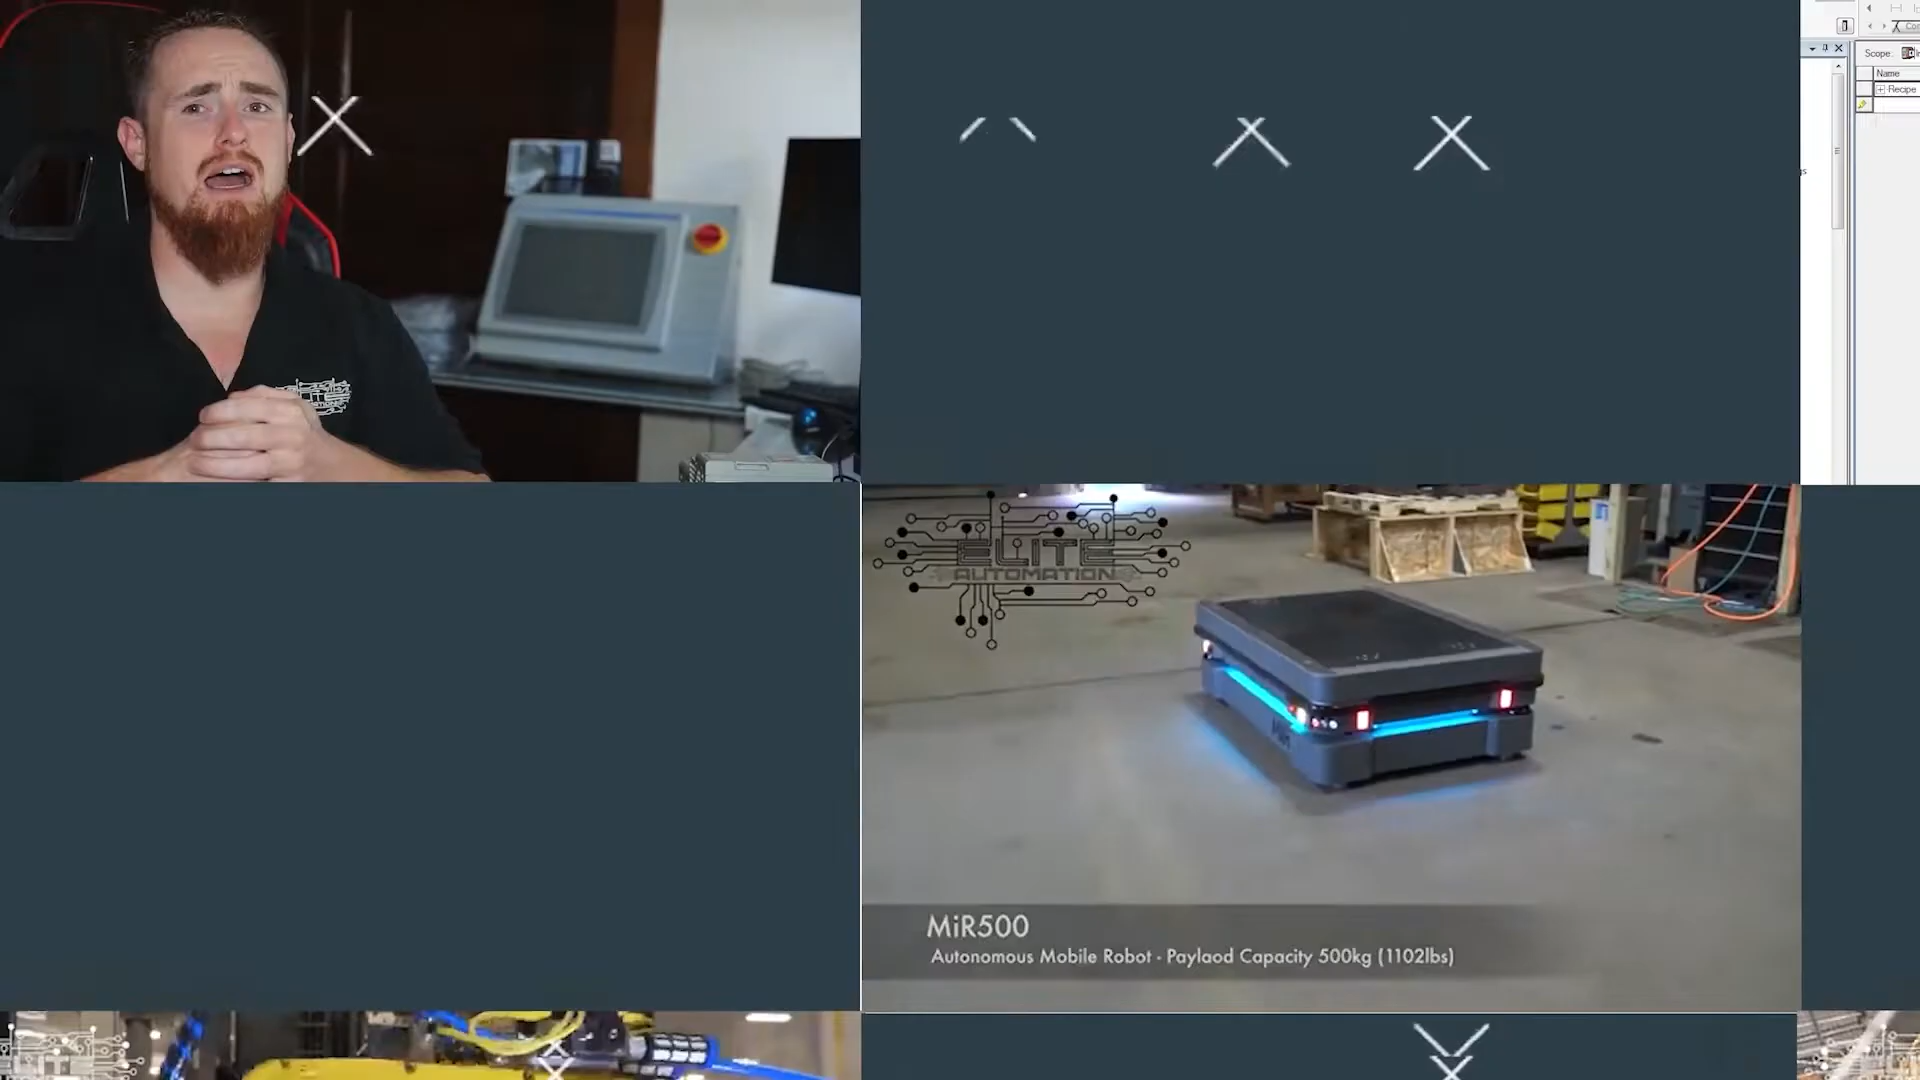 Scope:
Name
Recipe
ELITE
AUTOMATION
MiR500
Autonomous Mobile Robot - Paylaod Capacity 500kg (1102lbs)